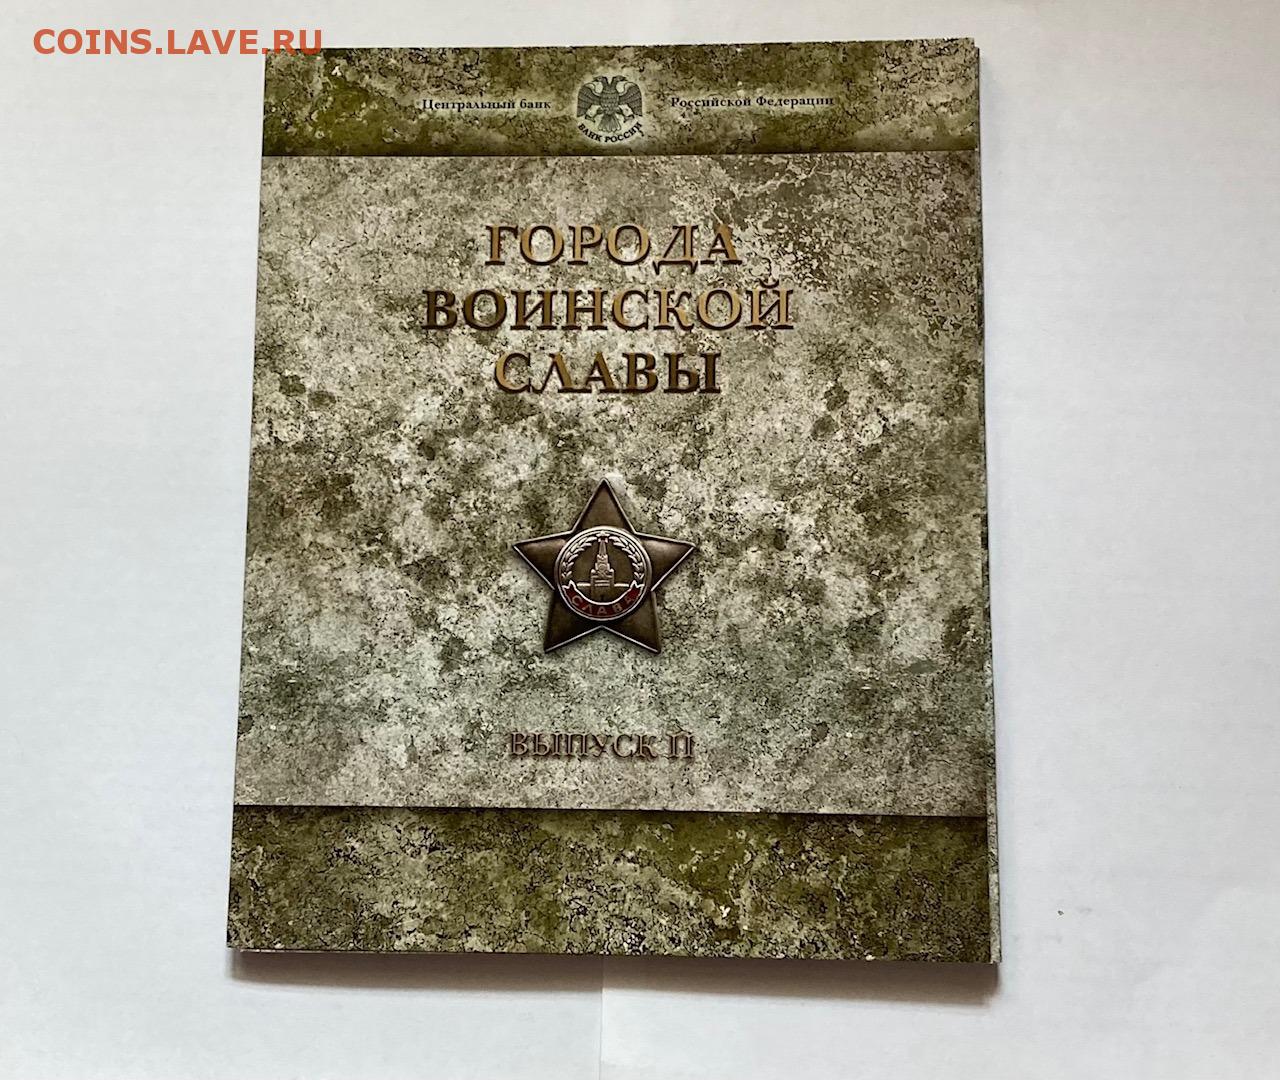 COINS.LAVE.RU
Центральный банк
БАНК РОССИИ
Российской Федерации
ГОРОДА
ВОИНСКОЙ
СЛАВЫ
СЛАВА
ВЫПУСК II